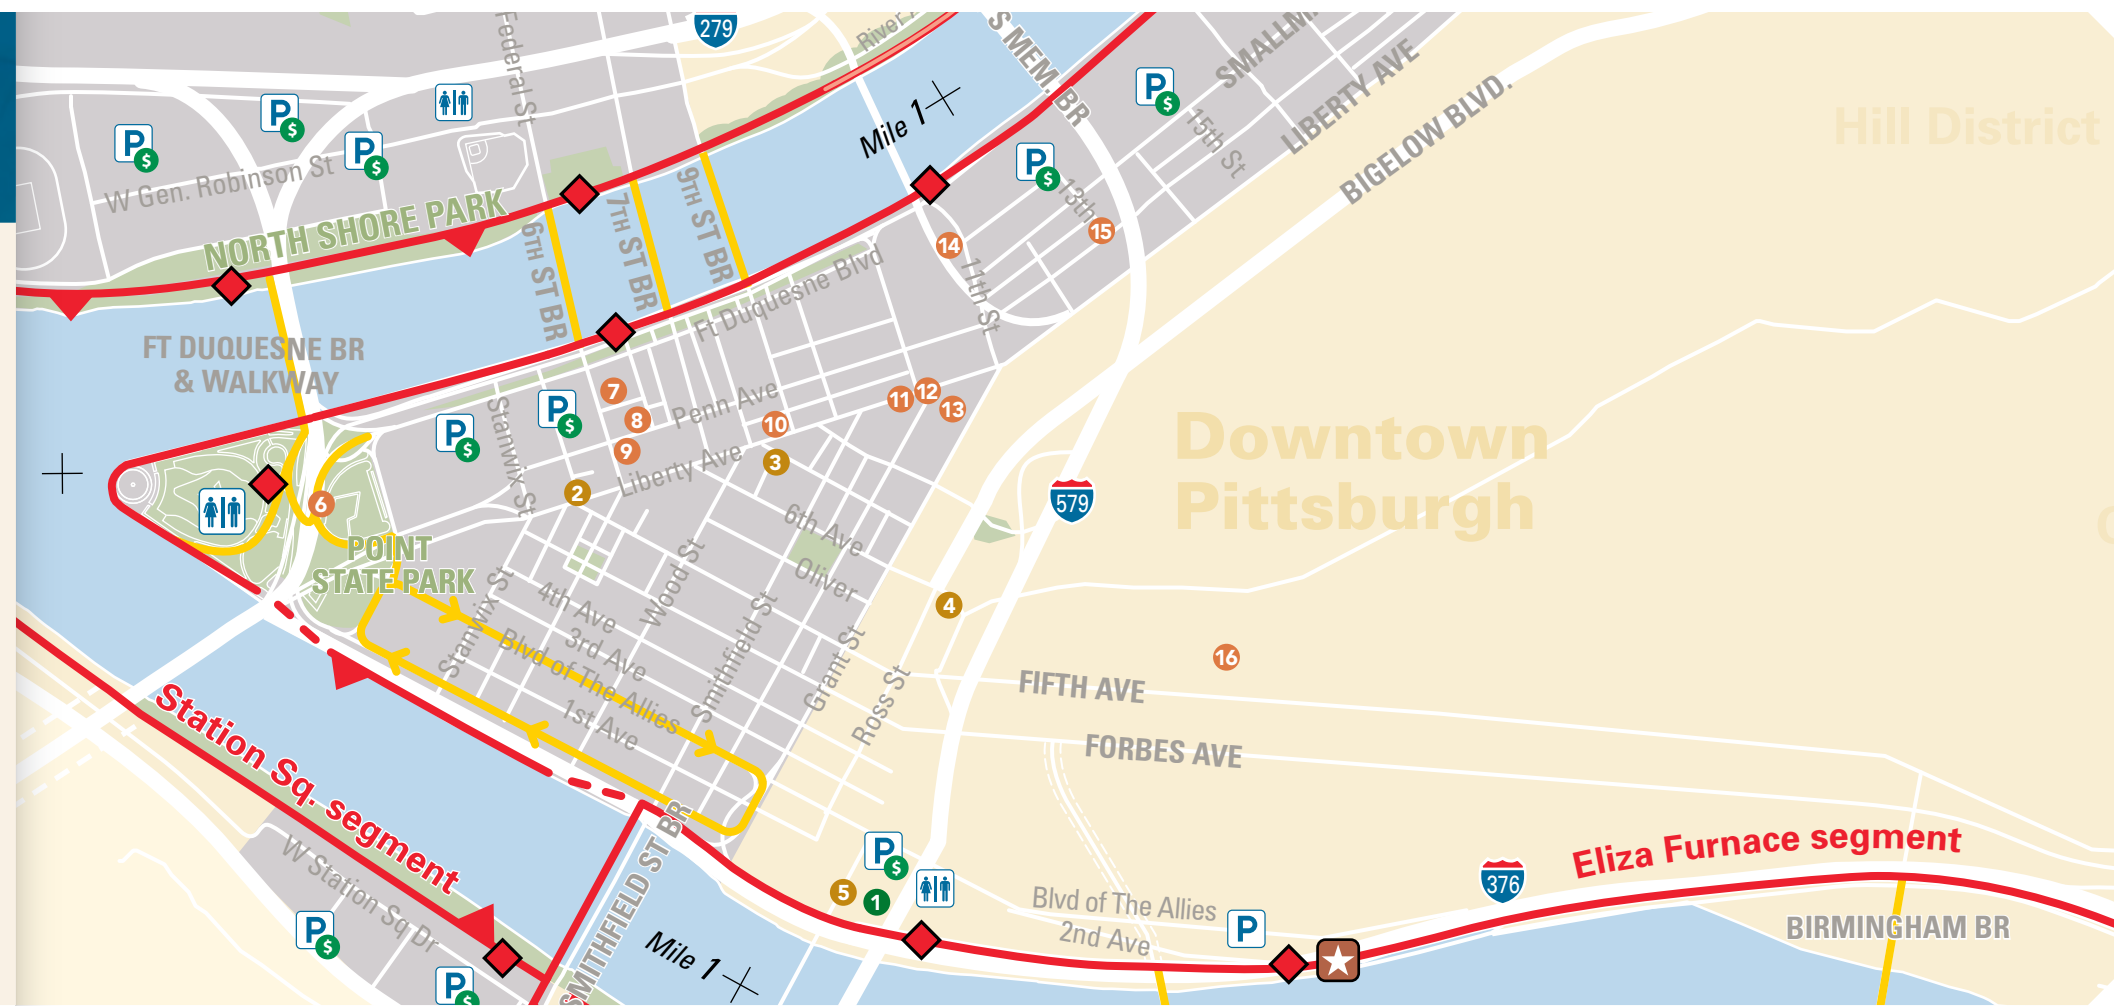 279
Federal St
River A
S MEM. BR
SMALLM
LIBERTY AVE
BIGELOW BLVD.
Hill District
P
$
P
$
P
$
P
$
P
$
Mile 1
15th St
13th
W Gen. Robinson St
NORTH SHORE PARK
6TH ST BR
7TH ST BR
9TH ST BR
14
15
11th St
Ft Duquesne Blvd
FT DUQUESNE BR
& WALKWAY
P
$
P
$
7
8
9
10
11
12
13
Penn Ave
Liberty Ave
Stanwix St
2
3
6
579
Downtown
Pittsburgh
POINT
STATE PARK
6th Ave
Oliver
Wood St
4th Ave
3rd Ave
Blvd of The Allies
1st Ave
Stanwix St
Smithfield St
Grant St
Ross St
4
16
FIFTH AVE
FORBES AVE
Station Sq. segment
W Station Sq Dr
P
$
P
$
SMITHFIELD ST BR
Mile 1
P
$
5
1
Blvd of The Allies
2nd Ave
P
376
Eliza Furnace segment
BIRMINGHAM BR